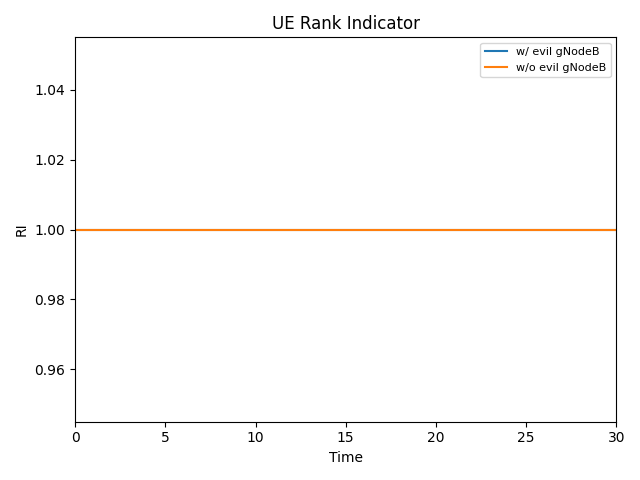 UE Rank Indicator
w/ evil gNodeB
w/o evil gNodeB
1.04
1.02
1.00
0.98
0.96
RI
0 5 10 15 20 25 30
Time